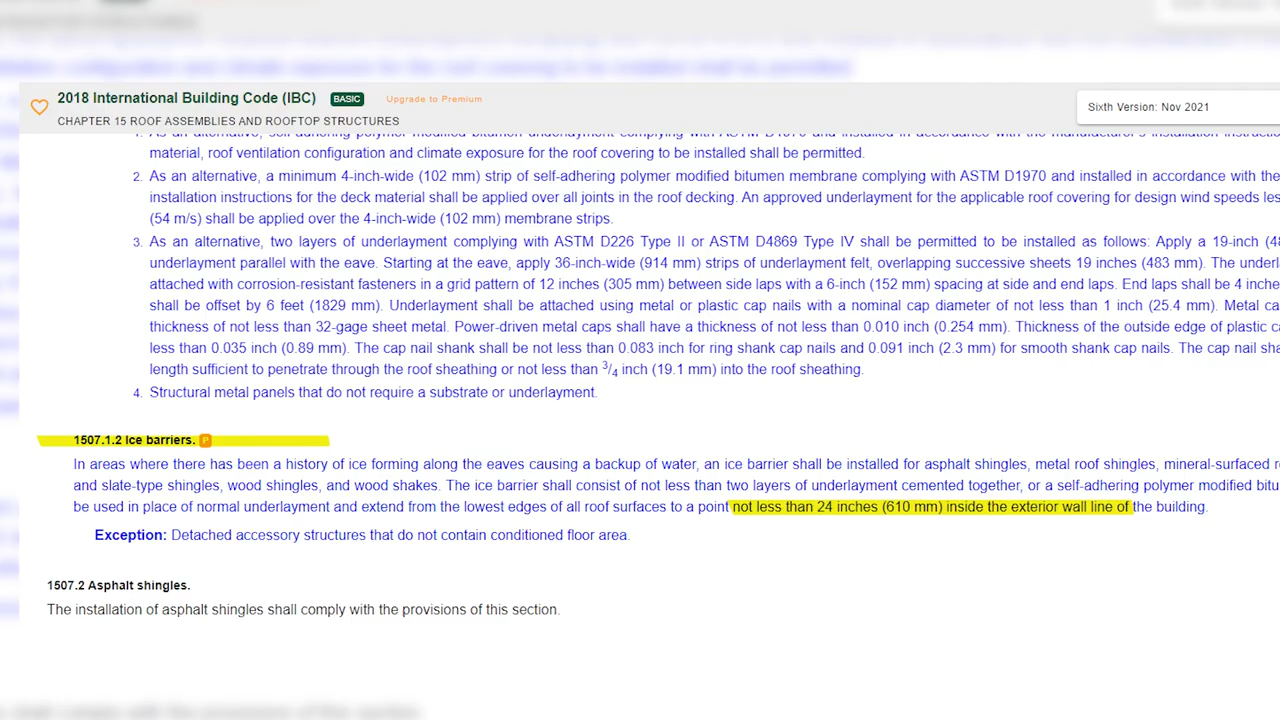 2018 International Building Code (IBC) BASIC Upgrade to Premium
Sixth Version: Nov 2021
CHAPTER 15 ROOF ASSEMBLIES AND ROOFTOP STRUCTURES
1. As an alternative, self-adhering polymer modified bitumen underlayment complying with ASTM D1970 and installed in accordance with the manufacturer's
material, roof ventilation configuration and climate exposure for the roof covering to be installed shall be permitted.
2. As an alternative, a minimum 4-inch-wide (102 mm) strip of self-adhering polymer modified bitumen membrane complying with ASTM D1970 and installed in accordance with the
installation instructions for the deck material shall be applied over all joints in the roof decking. An approved underlayment for the applicable roof covering for design wind speeds
(54 m/s) shall be applied over the 4-inch-wide (102 mm) membrane strips.
3. As an alternative, two layers of underlayment complying with ASTM D226 Type II or ASTM D4869 Type IV shall be permitted to be installed as follows: Apply a 19-inch
underlayment parallel with the eave. Starting at the eave, apply 36-inch-wide (914 mm) strips of underlayment felt, overlapping successive sheets 19 inches (483 mm). The
attached with corrosion-resistant fasteners in a grid pattern of 12 inches (305 mm) between side laps with a 6-inch (152 mm) spacing at side and end laps. End laps shall be 4
shall be offset by 6 feet (1829 mm). Underlayment shall be attached using metal or plastic cap nails with a nominal cap diameter of not less than 1 inch (25.4 mm). Metal
thickness of not less than 32-gage sheet metal. Power-driven metal caps shall have a thickness of not less than 0.010 inch (0.254 mm). Thickness of the outside edge of plastic
less than 0.035 inch (0.89 mm). The cap nail shank shall be not less than 0.083 inch for ring shank cap nails and 0.091 inch (2.3 mm) for smooth shank cap nails. The cap nail
length sufficient to penetrate through the roof sheathing or not less than 3/4 inch (19.1 mm) into the roof sheathing.
4. Structural metal panels that do not require a substrate or underlayment.
1507.1.2 Ice barriers. P
In areas where there has been a history of ice forming along the eaves causing a backup of water, an ice barrier shall be installed for asphalt shingles, metal roof shingles, mineral-surfaced
and slate-type shingles, wood shingles, and wood shakes. The ice barrier shall consist of not less than two layers of underlayment cemented together, or a self-adhering polymer modified
be used in place of normal underlayment and extend from the lowest edges of all roof surfaces to a point not less than 24 inches (610 mm) inside the exterior wall line of the building.
Exception: Detached accessory structures that do not contain conditioned floor area.
1507.2 Asphalt shingles.
The installation of asphalt shingles shall comply with the provisions of this section.